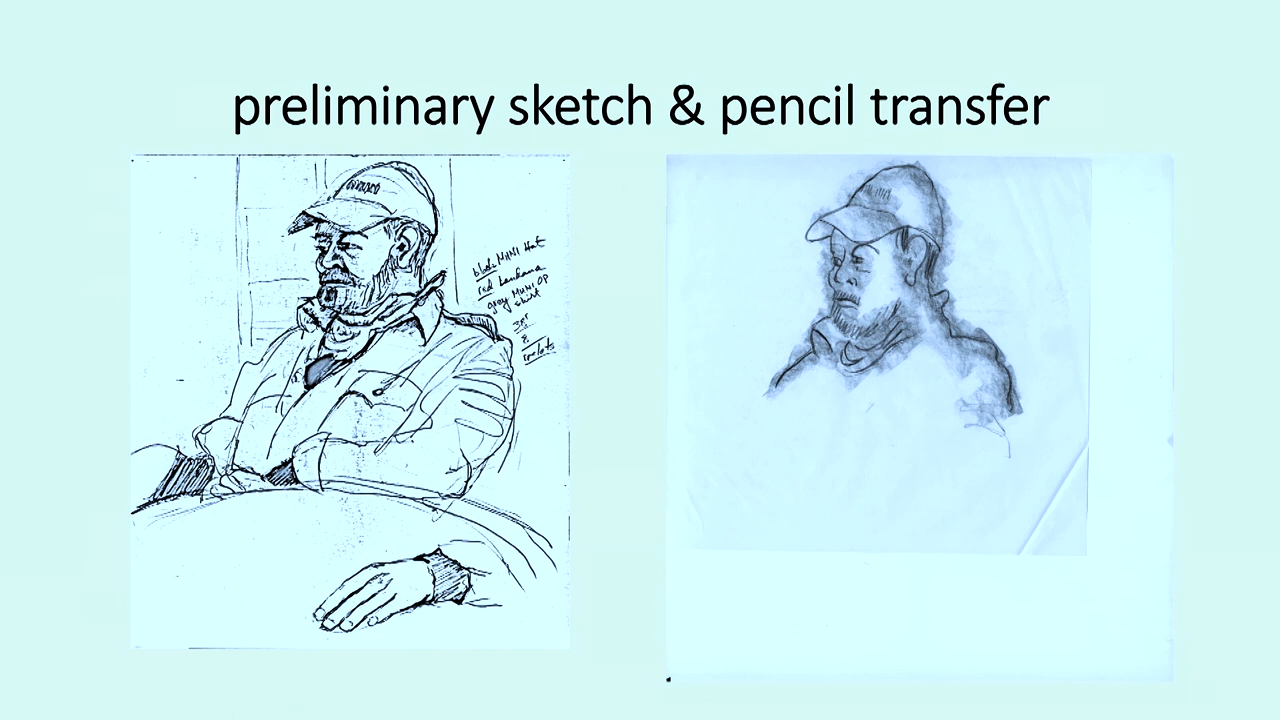 preliminary sketch & pencil transfer
black MUNI Hat
red bandana
gray MUNI OP
shirt
&